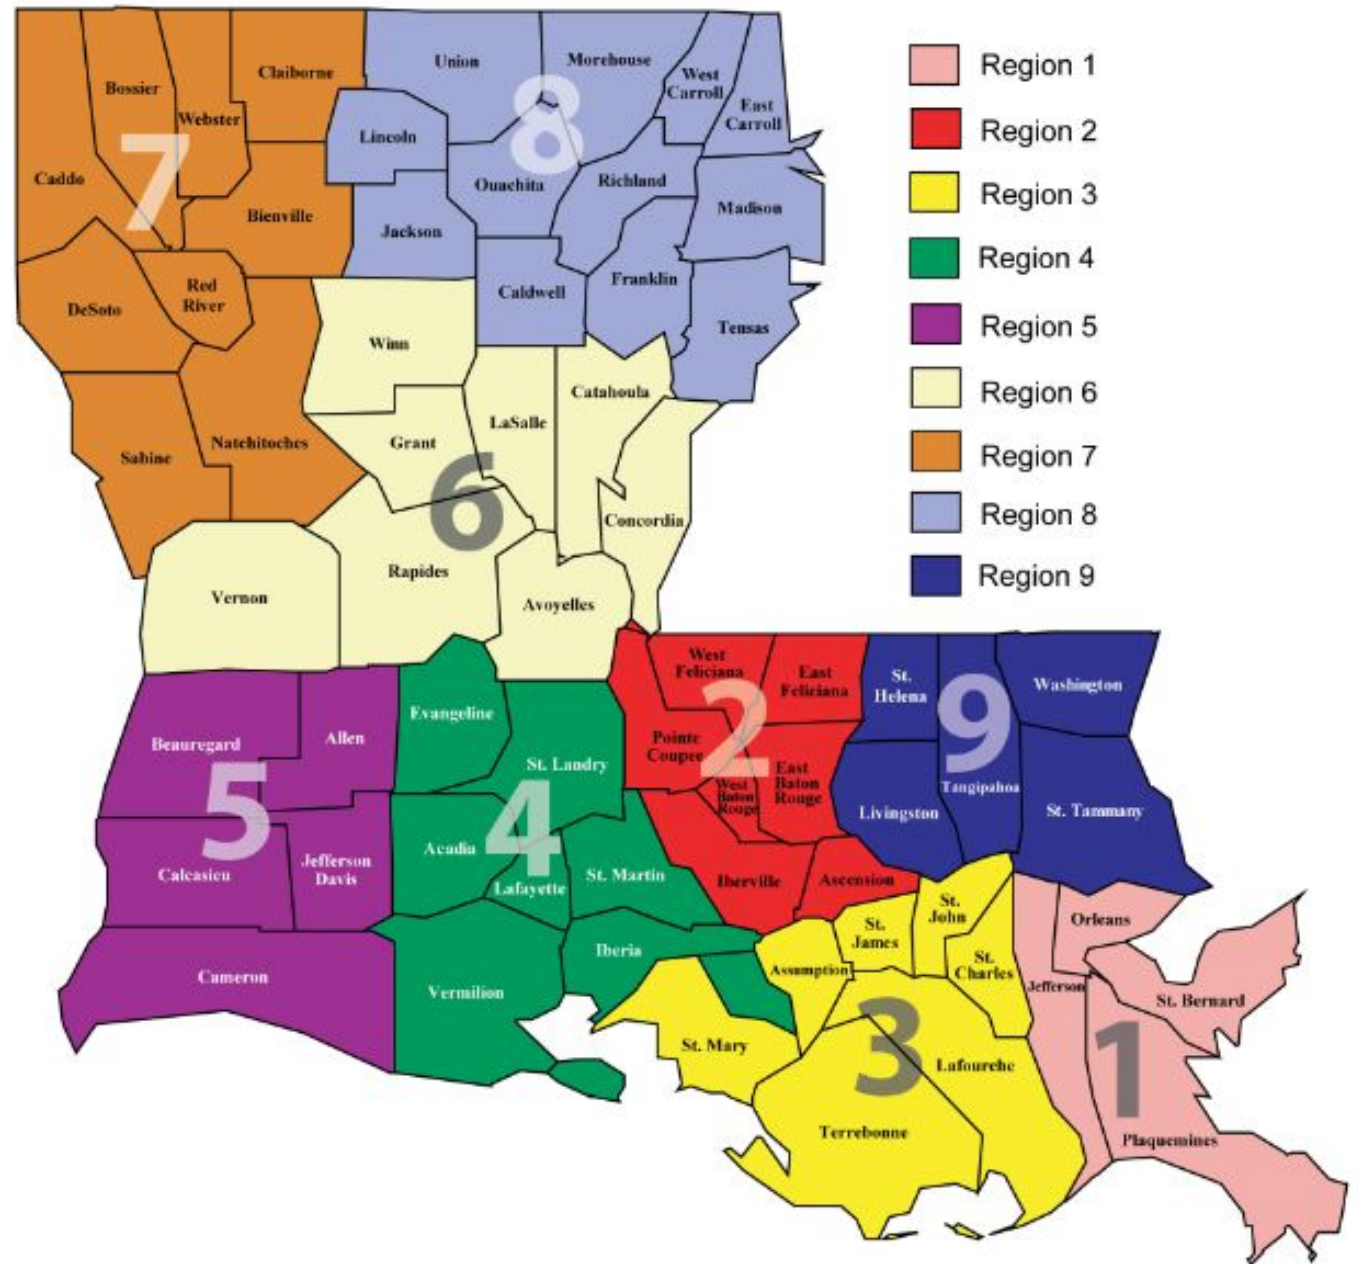 Claiborne
Union
Morehouse
Bossier
West
Carroll
Webster
East
Carroll
Lincoln
8
7
Caddo
Ouachita
Richland
Bienville
Jackson
Madison
Red
River
Caldwell
Franklin
DeSoto
Tensas
Winn
Catahoula
LaSalle
Natchitoches
Grant
Sabine
6
Concordia
Rapides
Vernon
Avoyelles
West
Feliciana
East
Feliciana
St.
Helena
Washington
2
9
Evangeline
Beauregard
Allen
Pointe
Coupee
St. Landry
East
Baton
Rouge
West
Baton
Rouge
Tangipahoa
5
4
Livingston
St. Tammany
Acadia
Jefferson
Davis
Calcasieu
Lafayette
St. Martin
Iberville
Ascension
St.
John
Orleans
St.
James
Iberia
Assumption
St.
Charles
Cameron
Vermilion
Jefferson
St. Bernard
St. Mary
3
1
Lafourche
Terrebonne
Plaquemines
Region 1
Region 2
Region 3
Region 4
Region 5
Region 6
Region 7
Region 8
Region 9